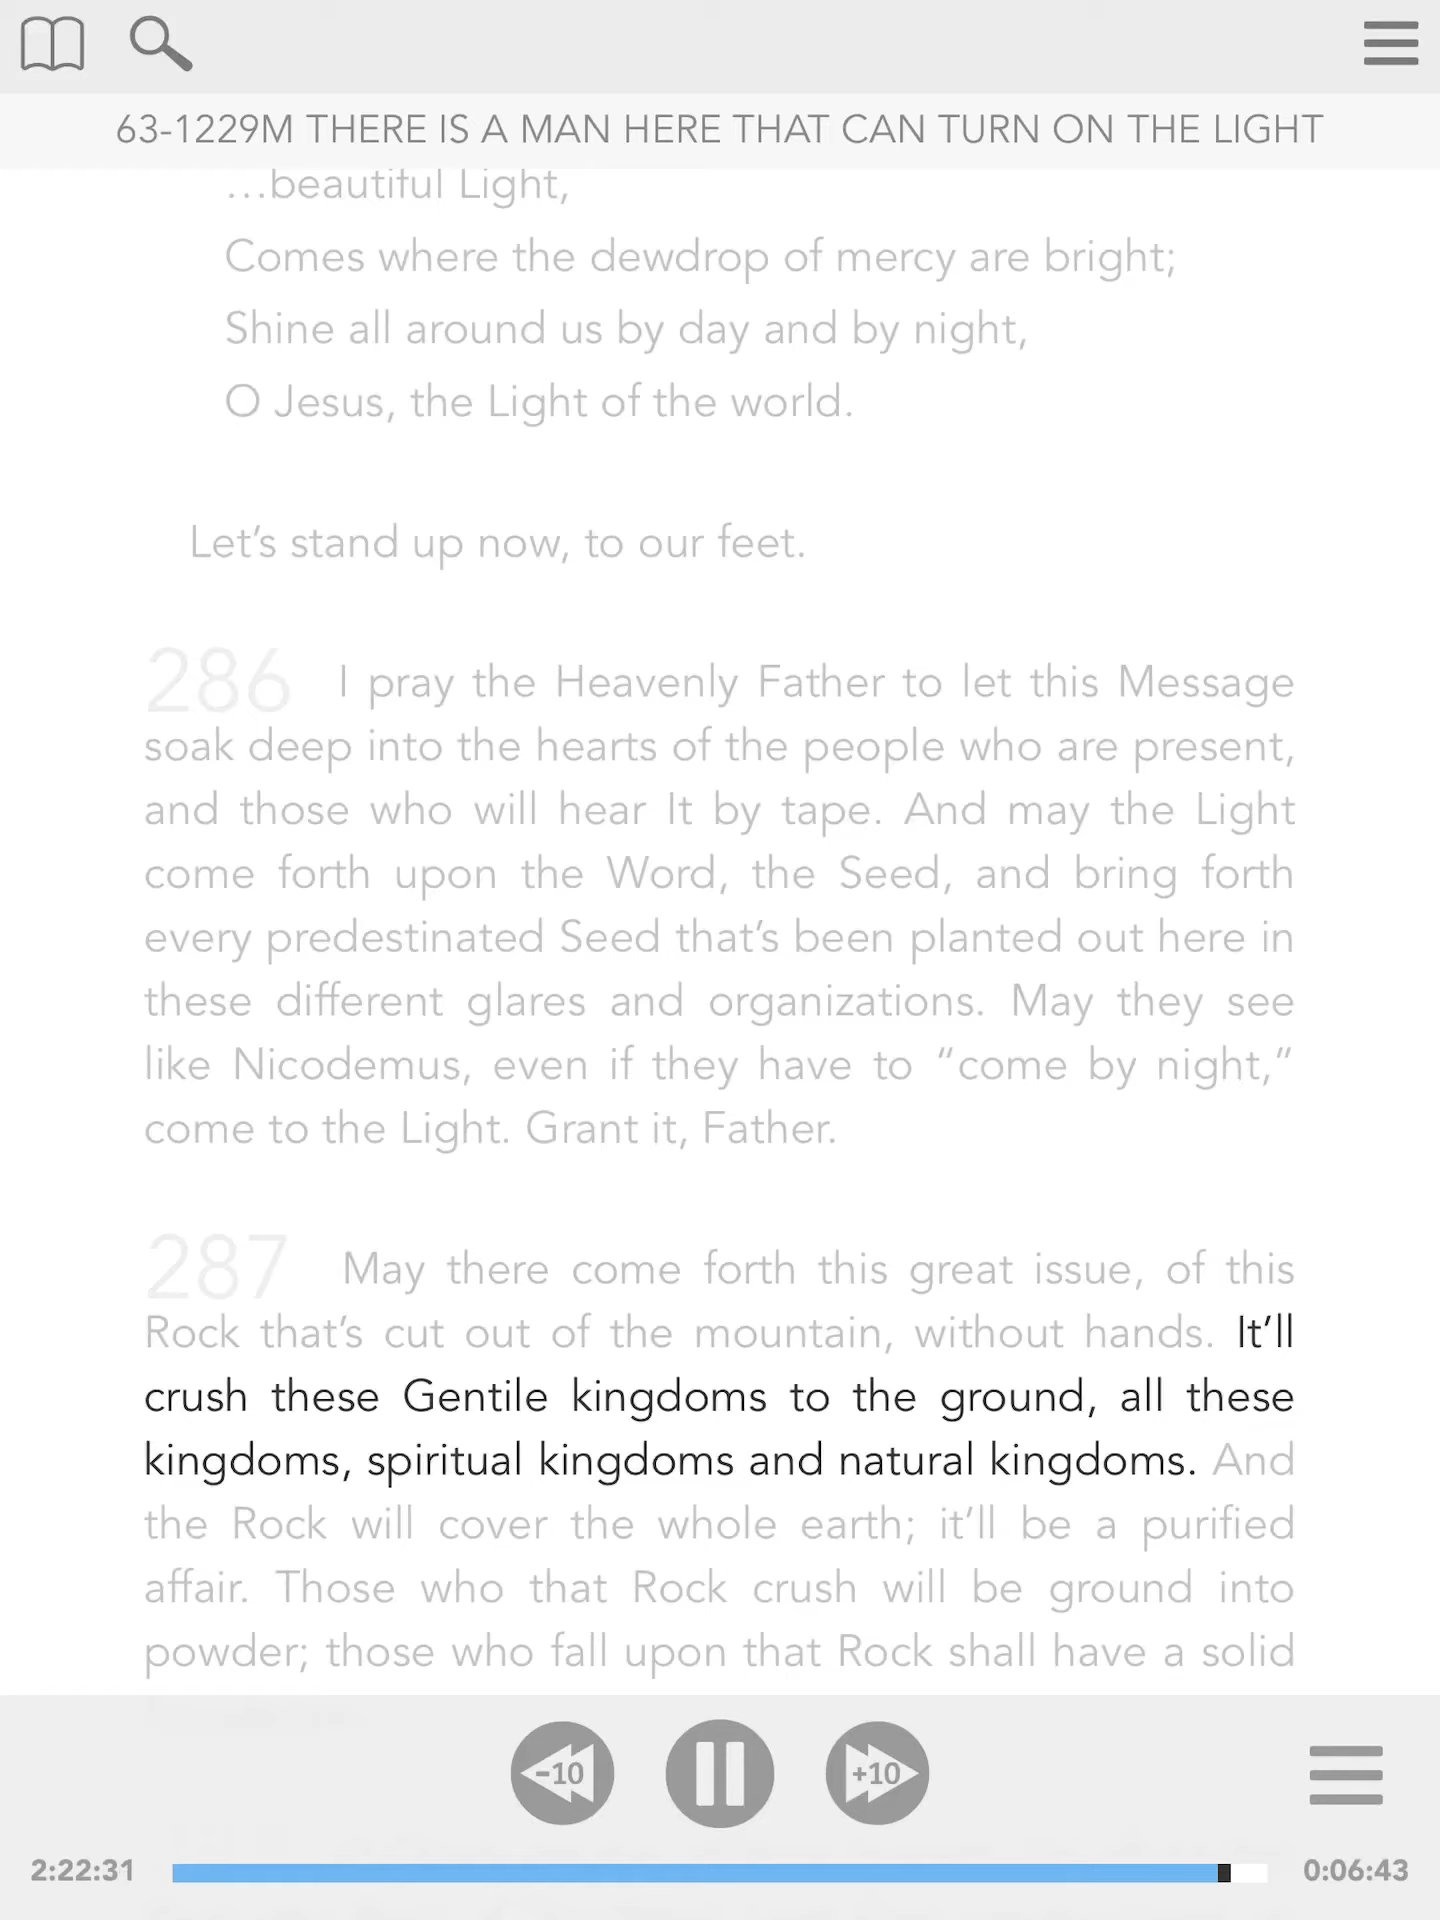 63-1229M THERE IS A MAN HERE THAT CAN TURN ON THE LIGHT
…beautiful Light,
Comes where the dewdrop of mercy are bright;
Shine all around us by day and by night,
O Jesus, the Light of the world.
Let’s stand up now, to our feet.
286 I pray the Heavenly Father to let this Message
soak deep into the hearts of the people who are present,
and those who will hear It by tape. And may the Light
come forth upon the Word, the Seed, and bring forth
every predestinated Seed that’s been planted out here in
these different glares and organizations. May they see
like Nicodemus, even if they have to “come by night,”
come to the Light. Grant it, Father.
287 May there come forth this great issue, of this
Rock that’s cut out of the mountain, without hands. It’ll
crush these Gentile kingdoms to the ground, all these
kingdoms, spiritual kingdoms and natural kingdoms. And
the Rock will cover the whole earth; it’ll be a purified
affair. Those who that Rock crush will be ground into
powder; those who fall upon that Rock shall have a solid
-10 +10
2:22:31 0:06:43